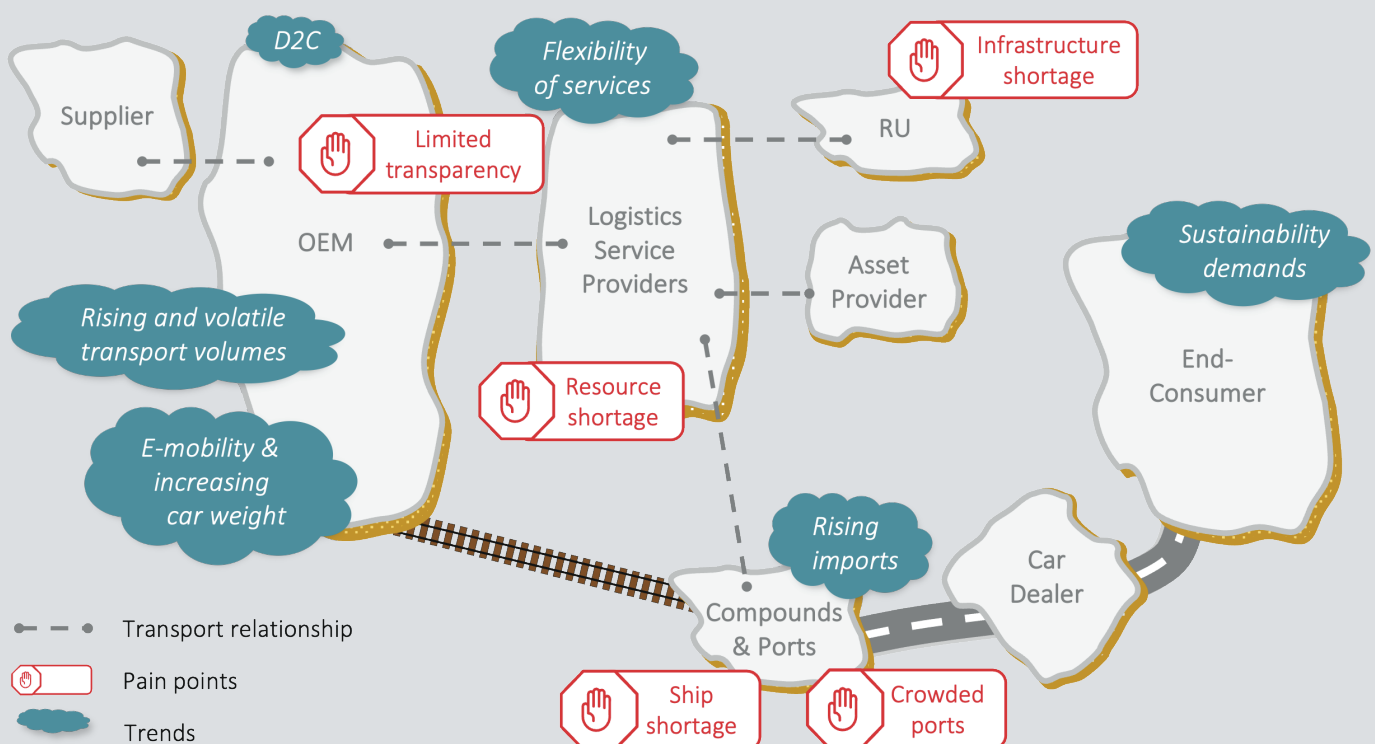 D2C
Flexibility
of services
Infrastructure
shortage
Supplier
Limited
transparency
RU
OEM
Logistics
Service
Providers
Asset
Provider
Sustainability
demands
Rising and volatile
transport volumes
End-
Consumer
Resource
shortage
E-mobility &
increasing
car weight
Rising
imports
Car
Dealer
Compounds
& Ports
Transport relationship
Pain points
Trends
Ship
shortage
Crowded
ports